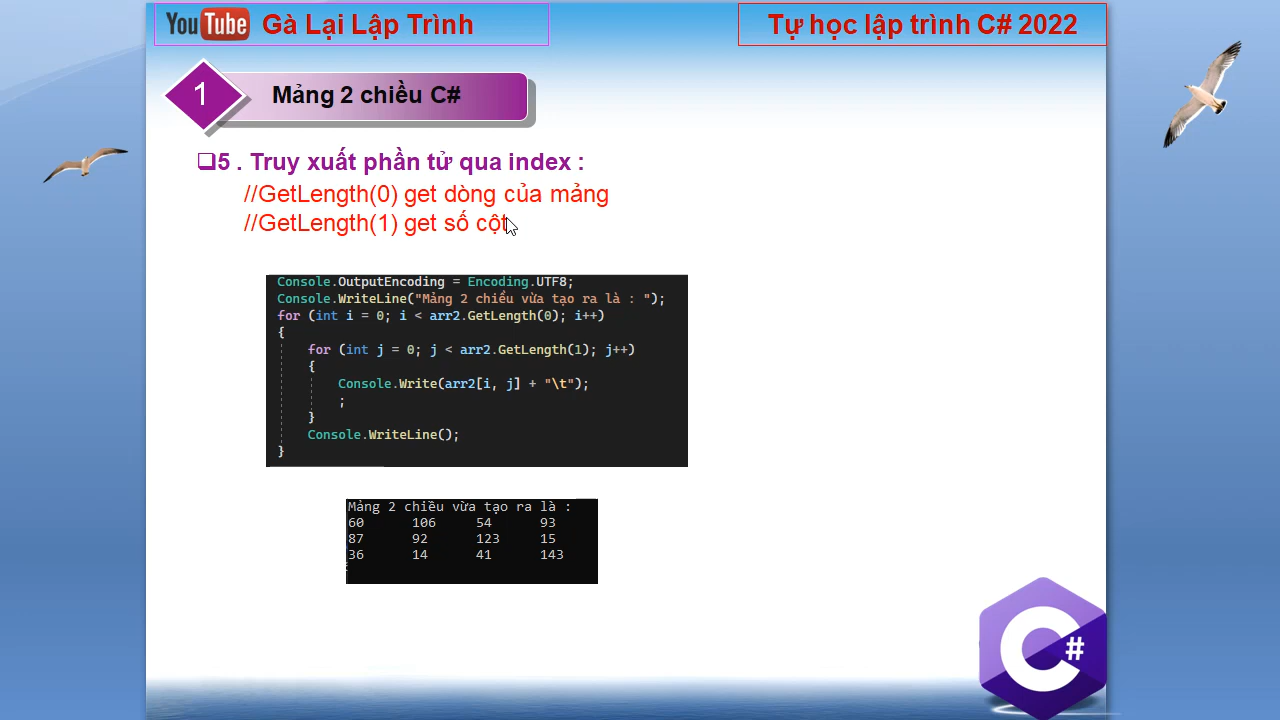 YouTube Gà Lại Lập Trình
Tự học lập trình C# 2022
1 Mảng 2 chiều C#
❑5 . Truy xuất phần tử qua index :
//GetLength(0) get dòng của mảng
//GetLength(1) get số cột
Console.OutputEncoding = Encoding.UTF8;
Console.WriteLine("Mảng 2 chiều vừa tạo ra là : ");
for (int i = 0; i < arr2.GetLength(0); i++)
{
    for (int j = 0; j < arr2.GetLength(1); j++)
    {
        Console.Write(arr2[i, j] + "\t");
        ;
    }
    Console.WriteLine();
}
Mảng 2 chiều vừa tạo ra là :
60 106 54 93
87 92 123 15
36 14 41 143
C#